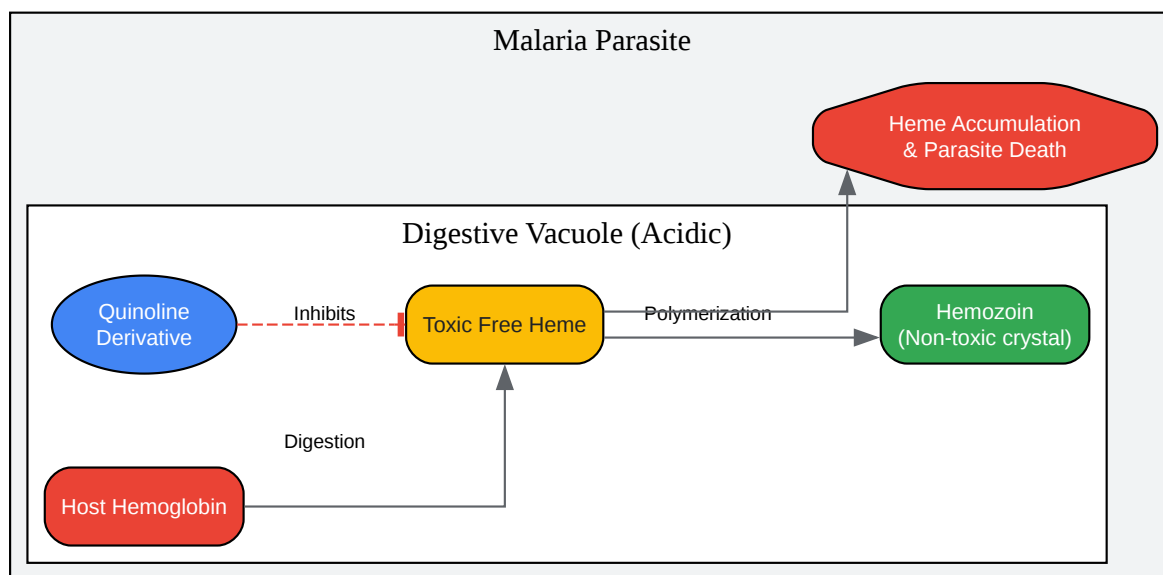 Malaria Parasite
Heme Accumulation
& Parasite Death
Digestive Vacuole (Acidic)
Quinoline
Derivative
Inhibits
Toxic Free Heme
Polymerization
Hemozoin
(Non-toxic crystal)
Digestion
Host Hemoglobin